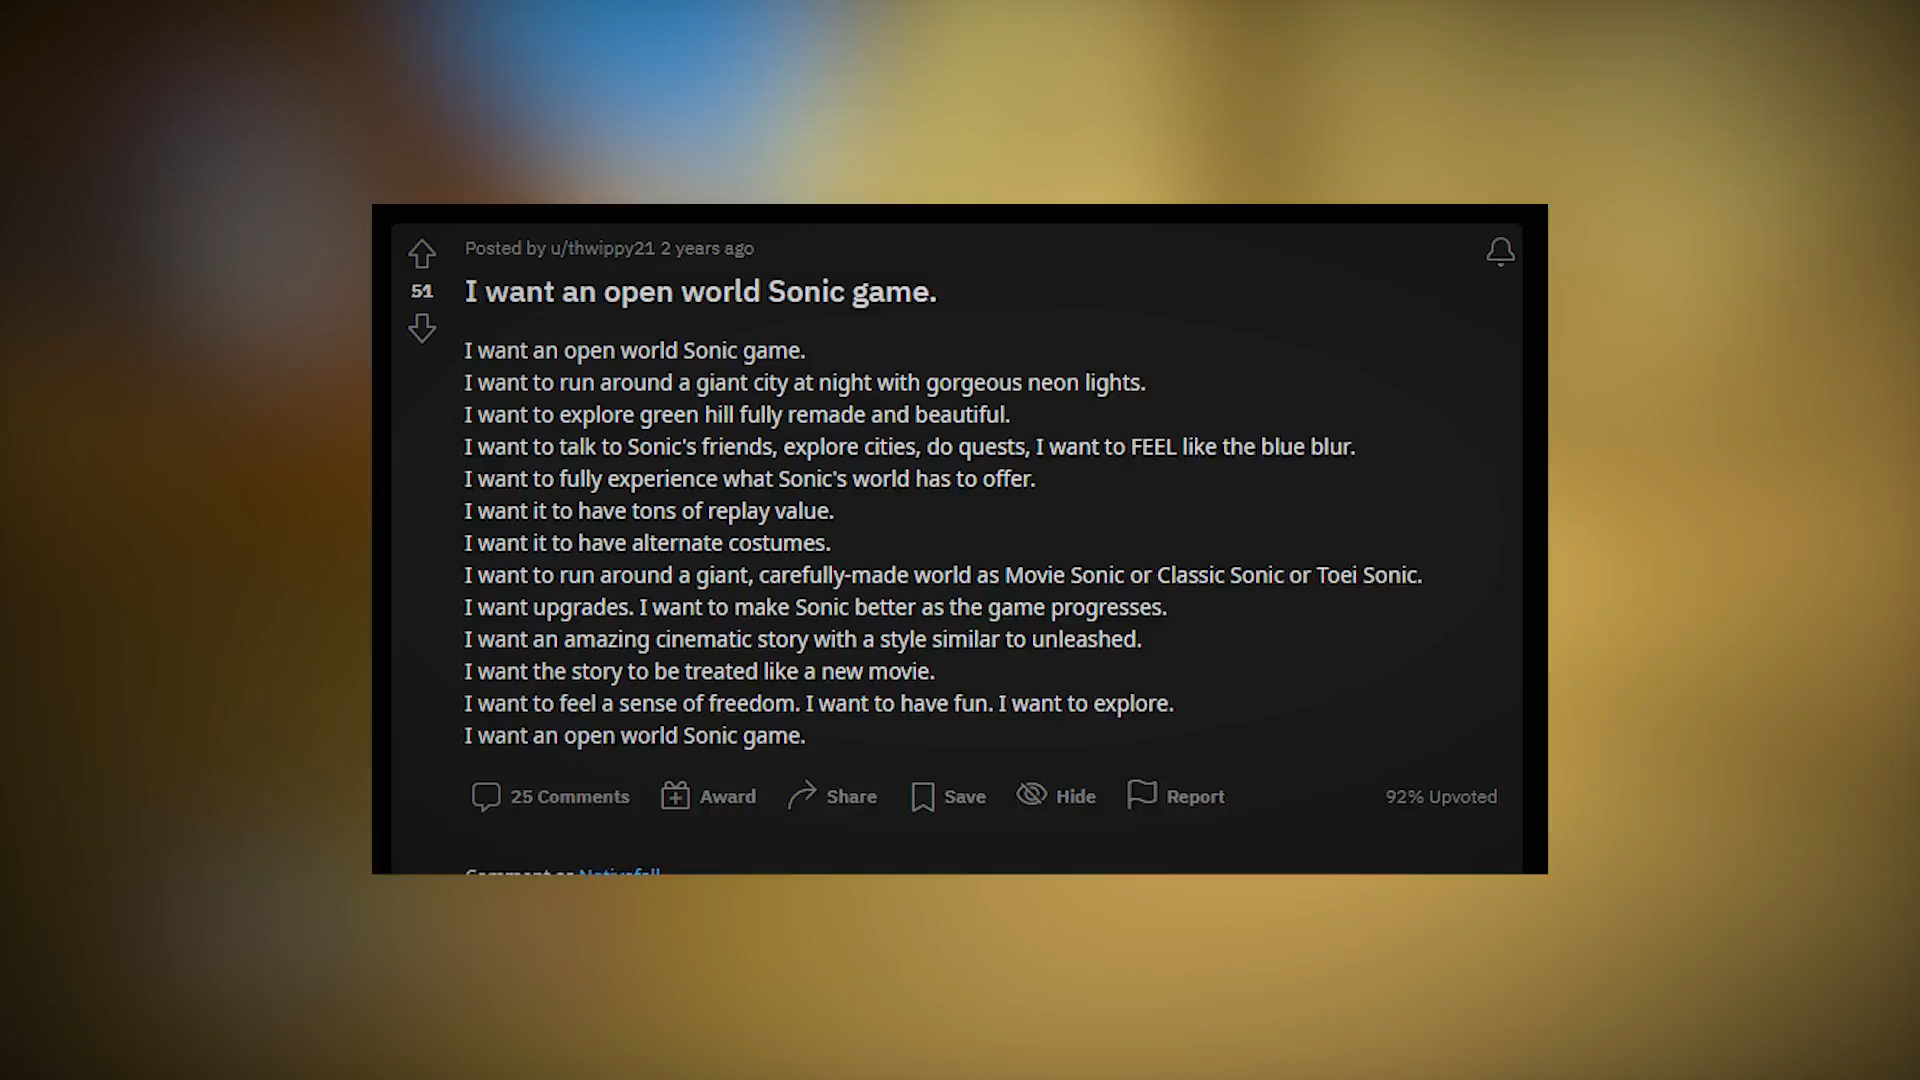 Posted by u/thwippy21 2 years ago
51
I want an open world Sonic game.
I want an open world Sonic game.
I want to run around a giant city at night with gorgeous neon lights.
I want to explore green hill fully remade and beautiful.
I want to talk to Sonic's friends, explore cities, do quests, I want to FEEL like the blue blur.
I want to fully experience what Sonic's world has to offer.
I want it to have tons of replay value.
I want it to have alternate costumes.
I want to run around a giant, carefully-made world as Movie Sonic or Classic Sonic or Toei Sonic.
I want upgrades. I want to make Sonic better as the game progresses.
I want an amazing cinematic story with a style similar to unleashed.
I want the story to be treated like a new movie.
I want to feel a sense of freedom. I want to have fun. I want to explore.
I want an open world Sonic game.
25 Comments Award Share Save Hide Report 92% Upvoted
Comment as